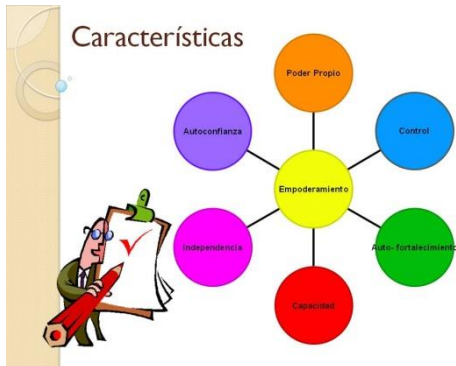 Características
Poder Propio
Autoconfianza
Control
Empoderamiento
Independencia
Auto- fortalecimiento
Capacidad